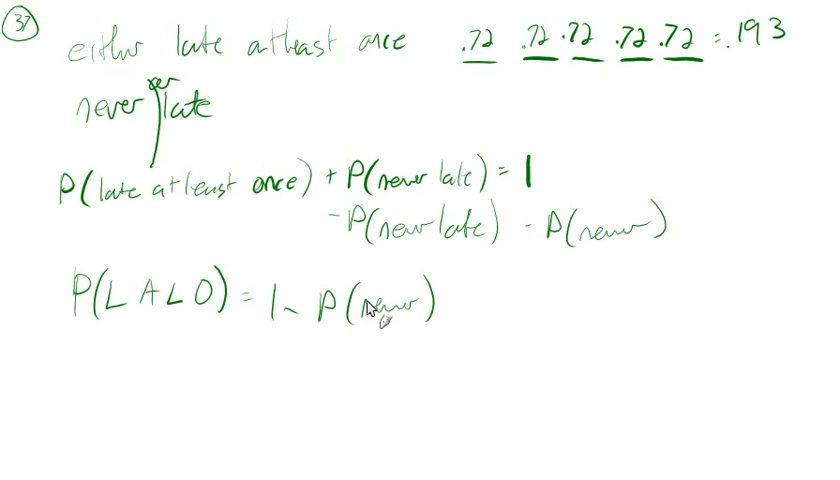 37 either late atleast once .72 .72 .72 .72 .72 = .193
never late
P(late atleast once) + P(never late) = 1
- P(never late) - P(never)
P(LALO) = 1 - P(never)